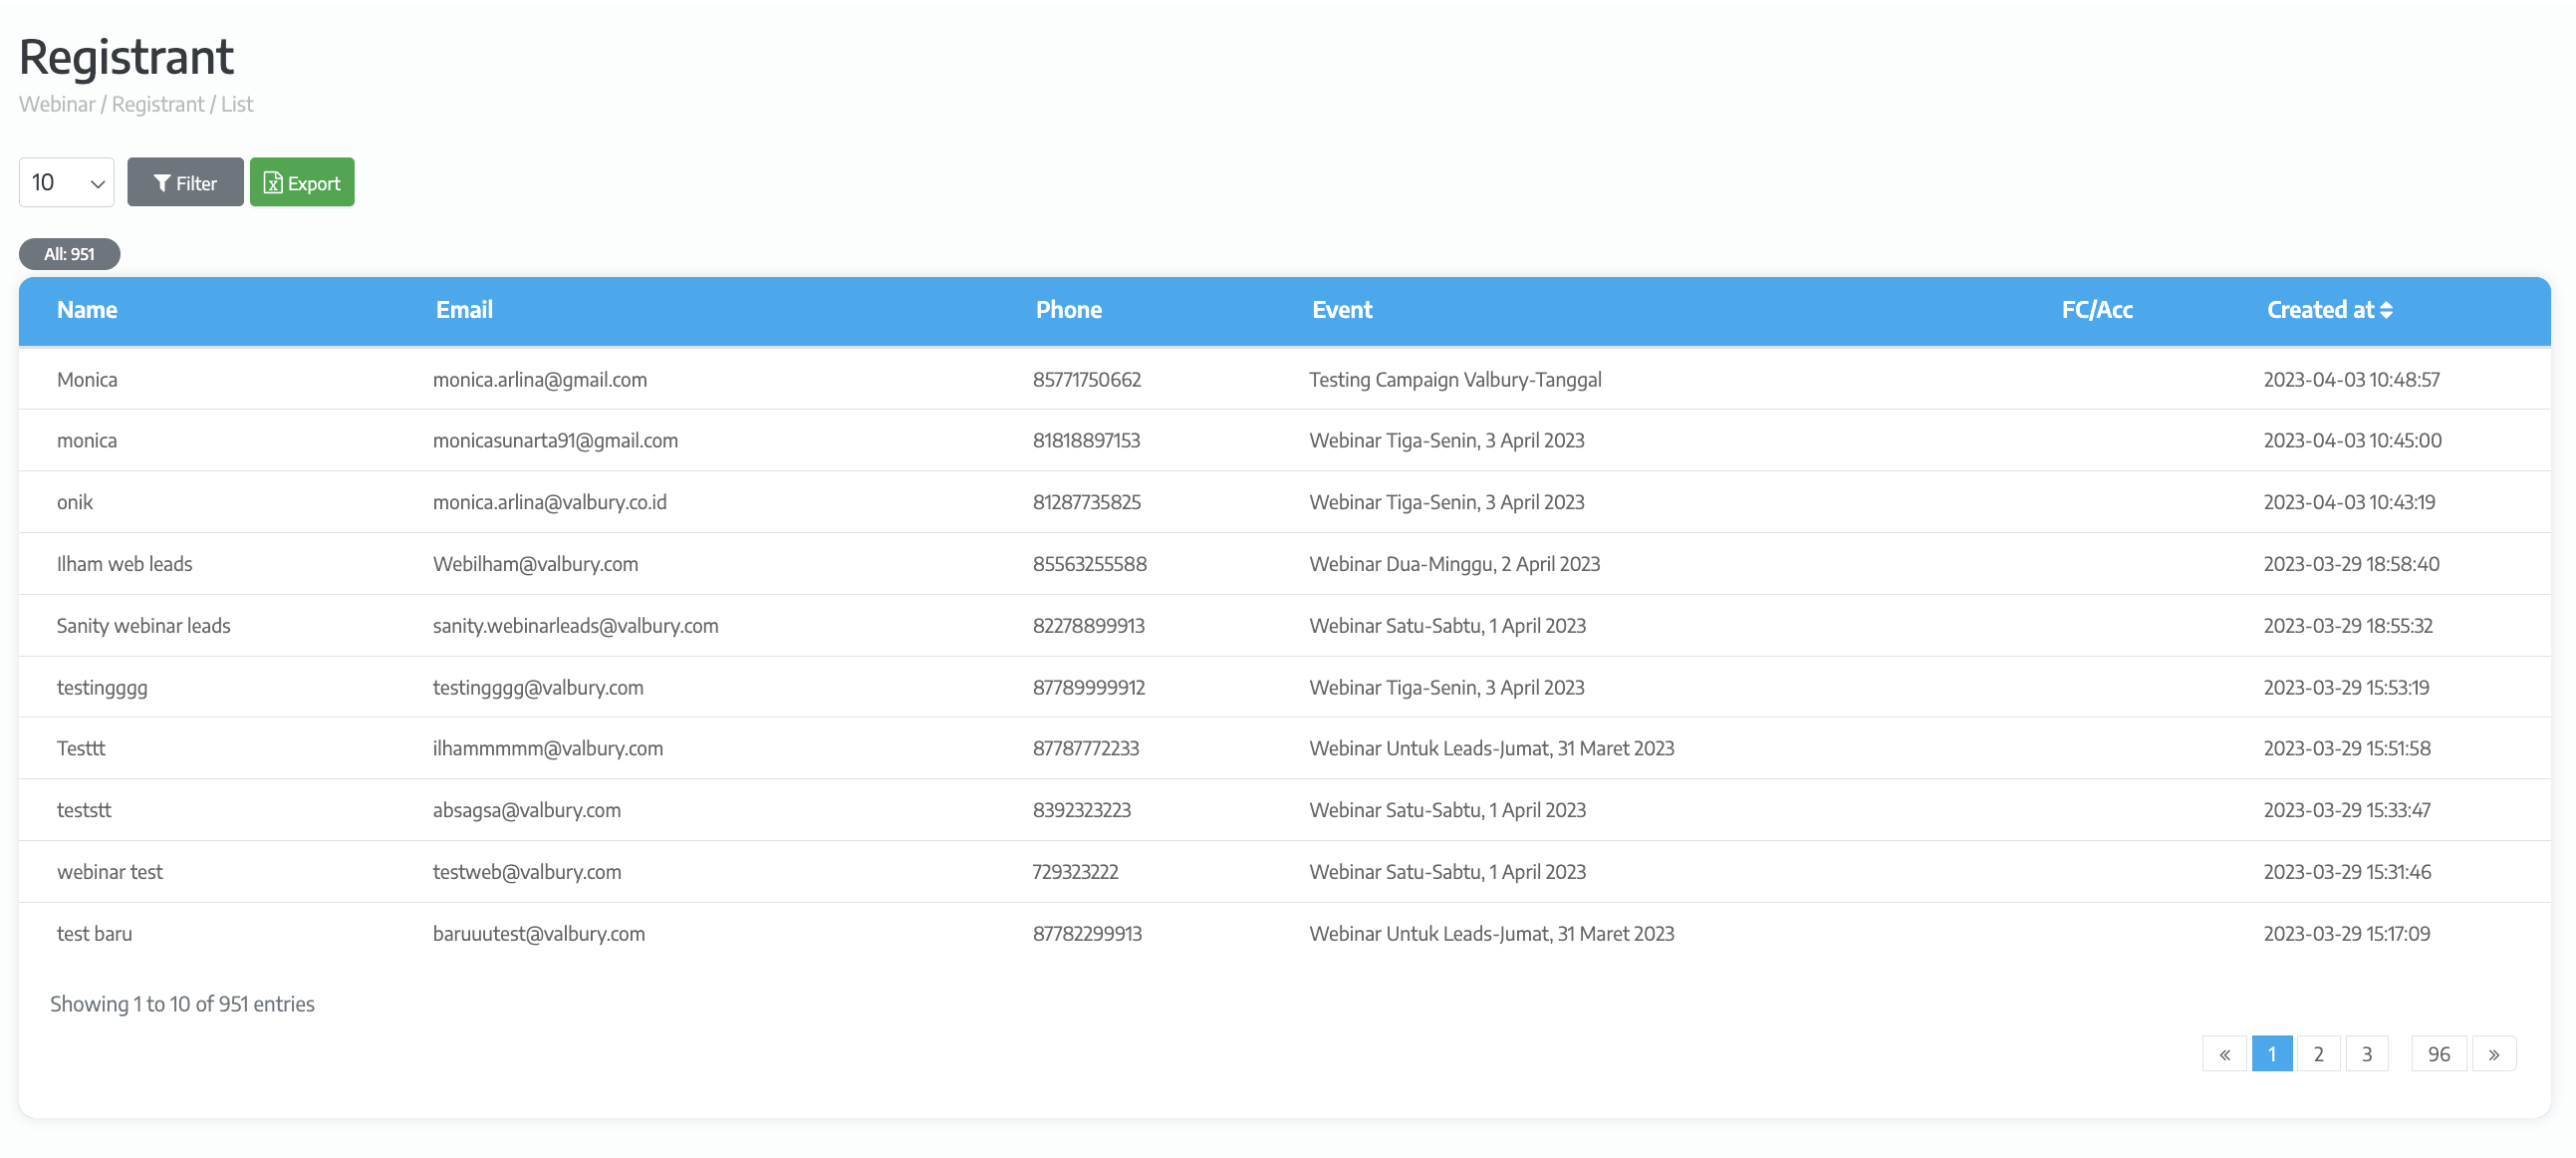 Registrant
Webinar / Registrant / List
10 Filter Export
All: 951
Name Email Phone Event FC/Acc Created at
Monica monica.arlina@gmail.com 85771750662 Testing Campaign Valbury-Tanggal 2023-04-03 10:48:57
monica monicasunarta91@gmail.com 81818897153 Webinar Tiga-Senin, 3 April 2023 2023-04-03 10:45:00
onik monica.arlina@valbury.co.id 81287735825 Webinar Tiga-Senin, 3 April 2023 2023-04-03 10:43:19
Ilham web leads Webilham@valbury.com 85563255588 Webinar Dua-Minggu, 2 April 2023 2023-03-29 18:58:40
Sanity webinar leads sanity.webinarleads@valbury.com 82278899913 Webinar Satu-Sabtu, 1 April 2023 2023-03-29 18:55:32
testingggg testingggg@valbury.com 87789999912 Webinar Tiga-Senin, 3 April 2023 2023-03-29 15:53:19
Testtt ilhammmmm@valbury.com 87787772233 Webinar Untuk Leads-Jumat, 31 Maret 2023 2023-03-29 15:51:58
teststt absagsa@valbury.com 8392323223 Webinar Satu-Sabtu, 1 April 2023 2023-03-29 15:33:47
webinar test testweb@valbury.com 729323222 Webinar Satu-Sabtu, 1 April 2023 2023-03-29 15:31:46
test baru baruuutest@valbury.com 87782299913 Webinar Untuk Leads-Jumat, 31 Maret 2023 2023-03-29 15:17:09
Showing 1 to 10 of 951 entries
« 1 2 3 96 »